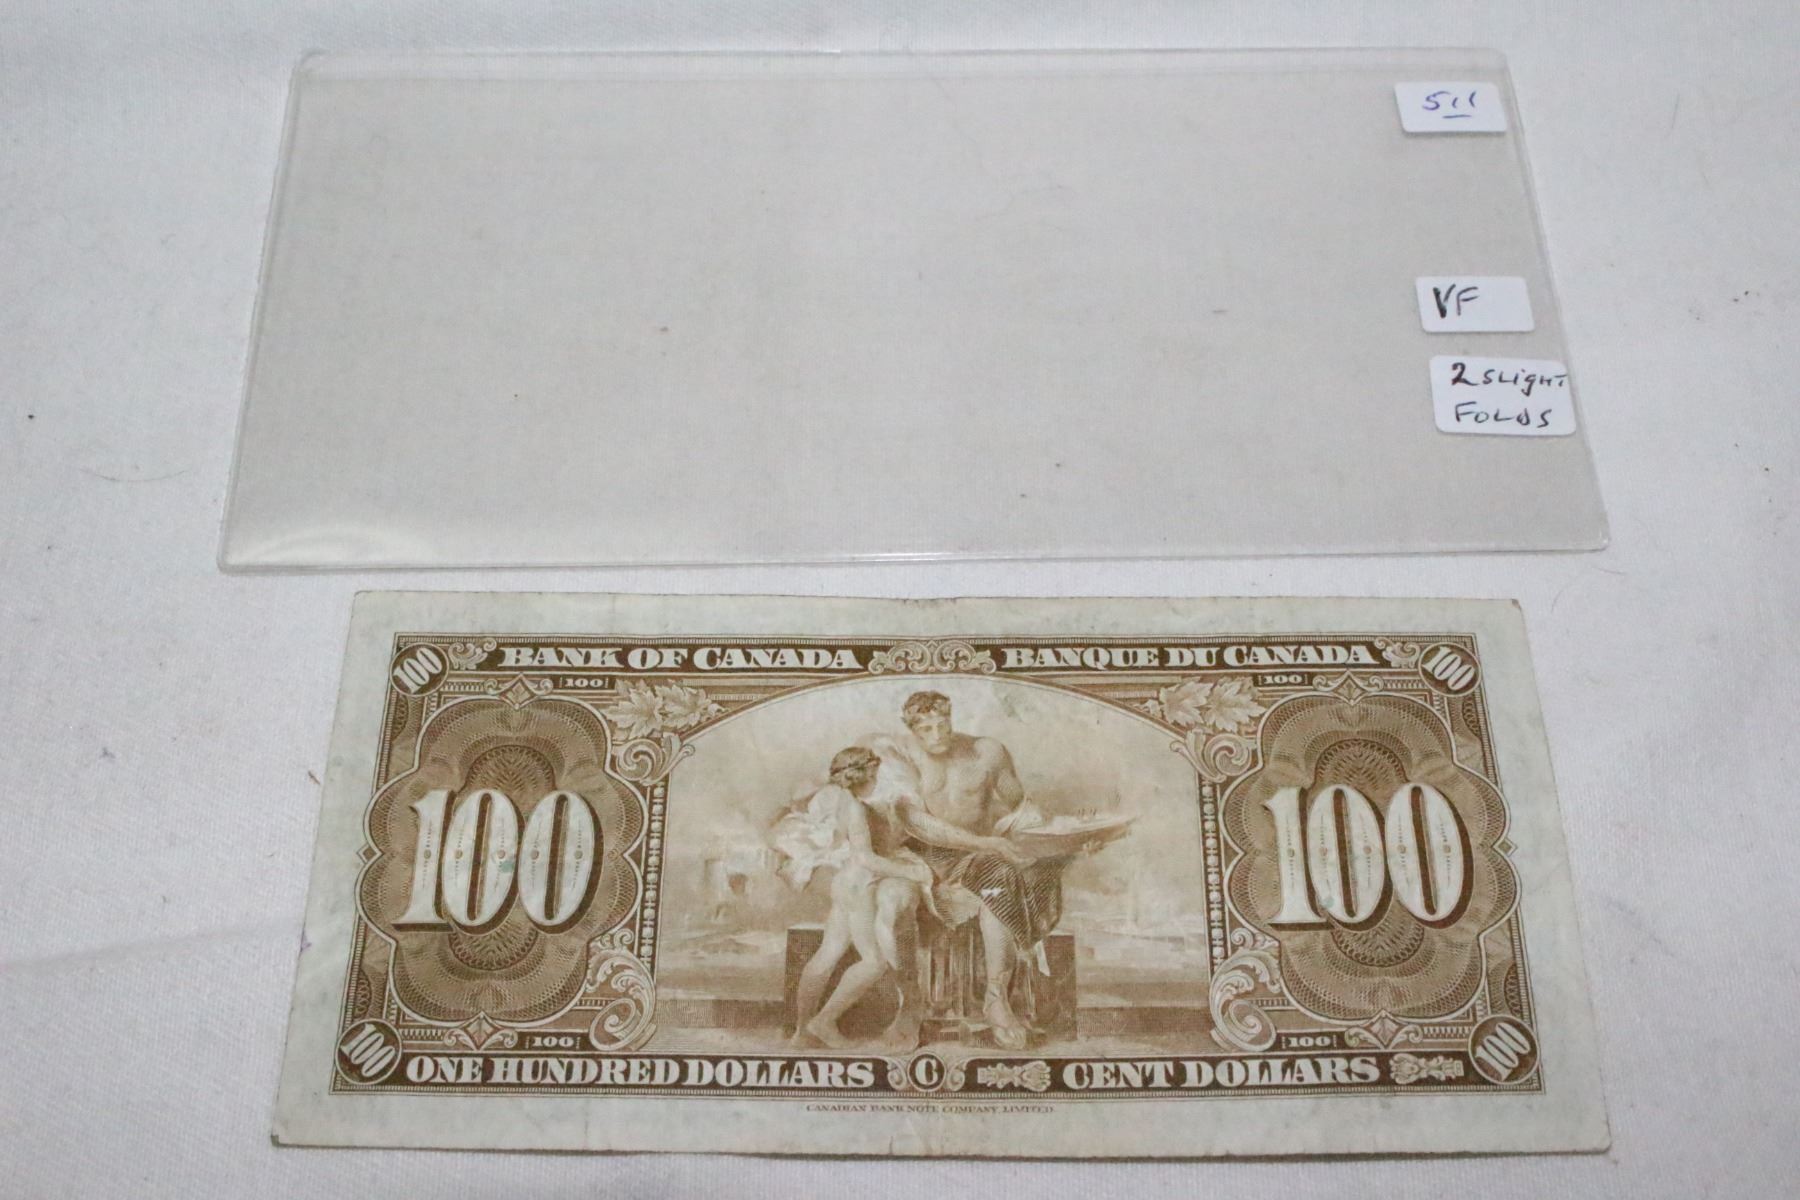 511
VF
2 SLIGHT
FOLDS
BANK OF CANADA BANQUE DU CANADA
100 100
100 100
100 100
100 100
100 ONE HUNDRED DOLLARS C CENT DOLLARS 100
CANADIAN BANK NOTE COMPANY, LIMITED